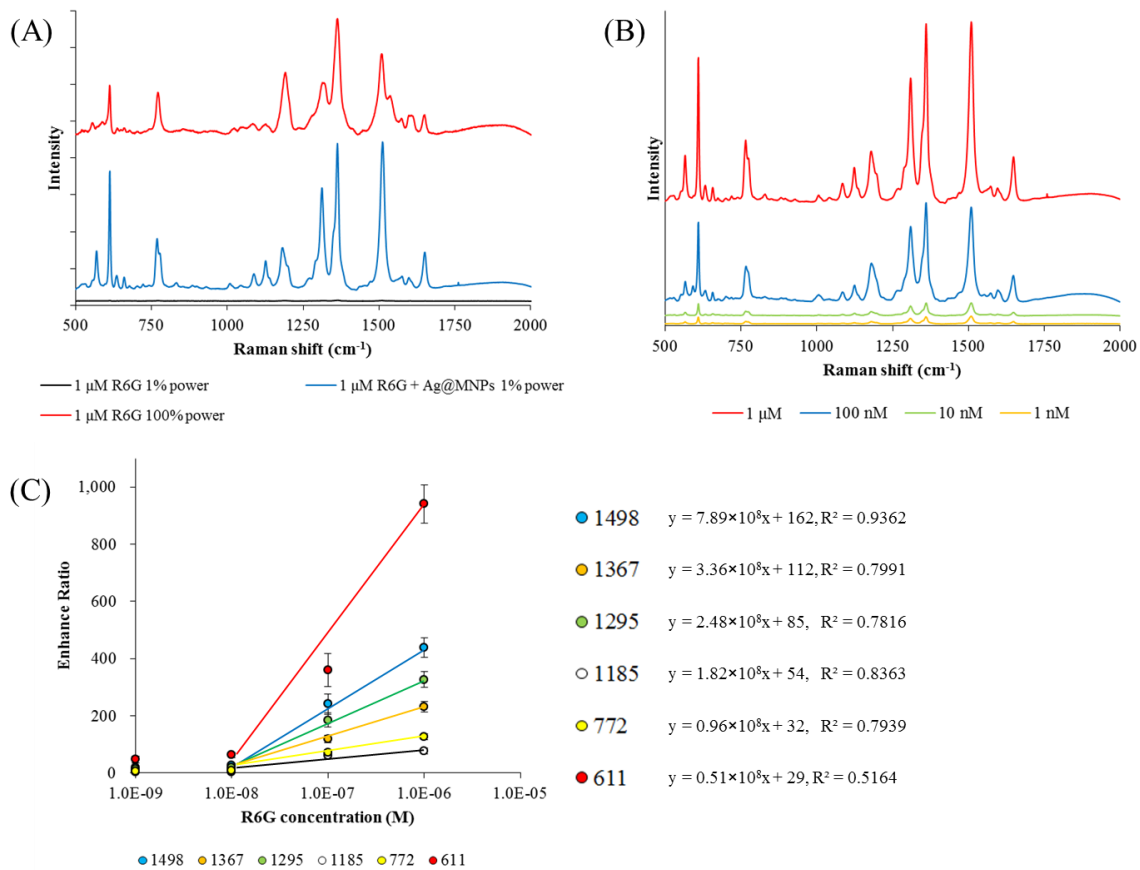 (A)
Intensity
500 750 1000 1250 1500 1750 2000
Raman shift (cm⁻¹)
1 μM R6G 1% power
1 μM R6G + Ag@MNPs 1% power
1 μM R6G 100% power
(B)
Intensity
500 750 1000 1250 1500 1750 2000
Raman shift (cm⁻¹)
1 μM 100 nM 10 nM 1 nM
(C)
Enhance Ratio
1,000
800
600
400
200
0
1.0E-09 1.0E-08 1.0E-07 1.0E-06 1.0E-05
R6G concentration (M)
1498 1367 1295 1185 772 611
1498 y = 7.89×10⁸x + 162, R² = 0.9362
1367 y = 3.36×10⁸x + 112, R² = 0.7991
1295 y = 2.48×10⁸x + 85, R² = 0.7816
1185 y = 1.82×10⁸x + 54, R² = 0.8363
772 y = 0.96×10⁸x + 32, R² = 0.7939
611 y = 0.51×10⁸x + 29, R² = 0.5164